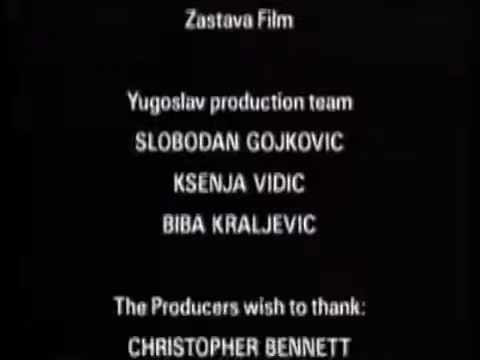 Zastava Film
Yugoslav production team
SLOBODAN GOJKOVIC
KSENJA VIDIC
BIBA KRALJEVIC
The Producers wish to thank:
CHRISTOPHER BENNETT